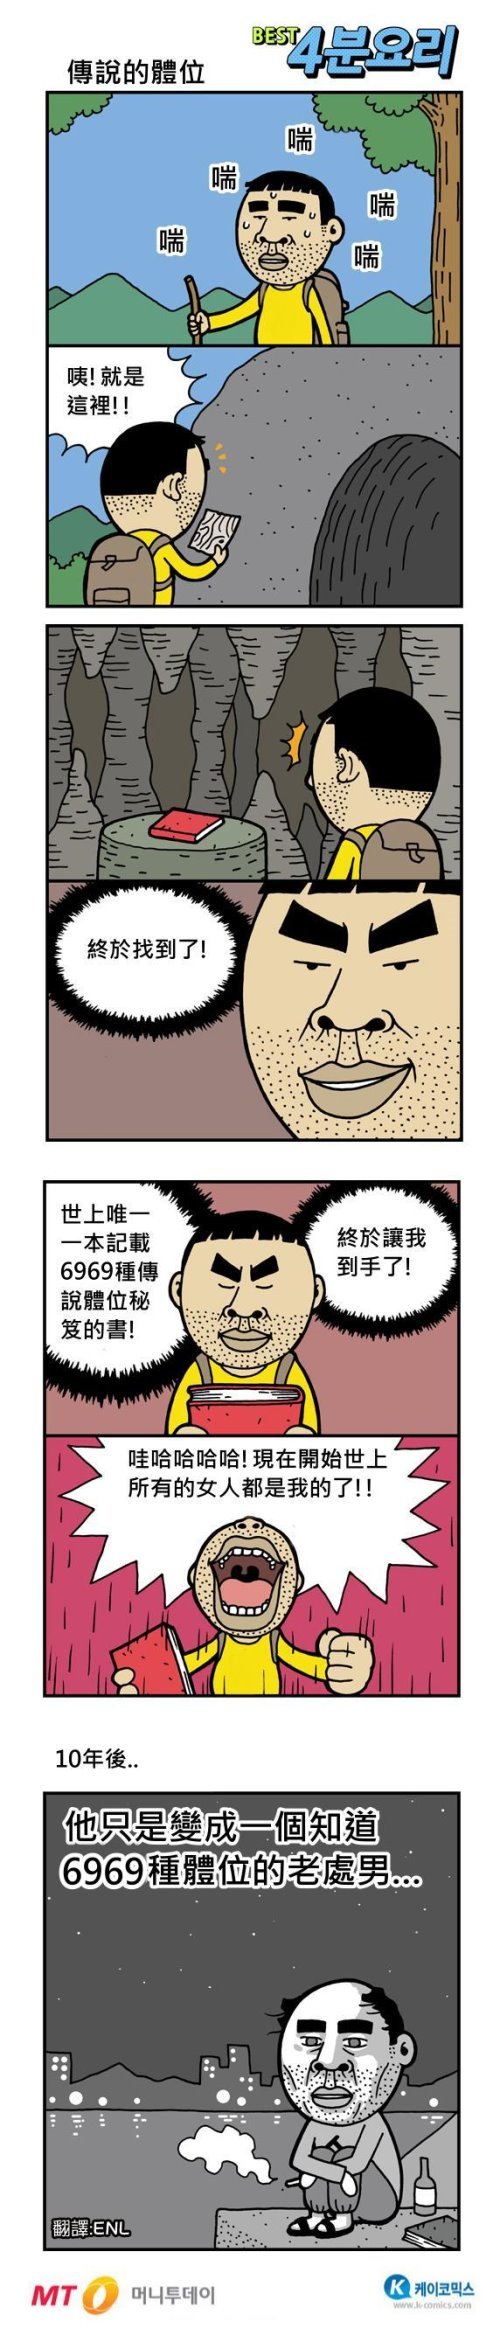 BEST 4분요리
傳說的體位
喘
喘
喘
喘
喘
咦! 就是
這裡! !
終於找到了!
世上唯一
一本記載
6969種傳
說體位秘
笈的書!
終於讓我
到手了!
哇哈哈哈哈! 現在開始世上
所有的女人都是我的了! !
10年後..
他只是變成一個知道
6969種體位的老處男...
翻譯:ENL
MT 머니투데이
K 케이코믹스
www.k-comics.com